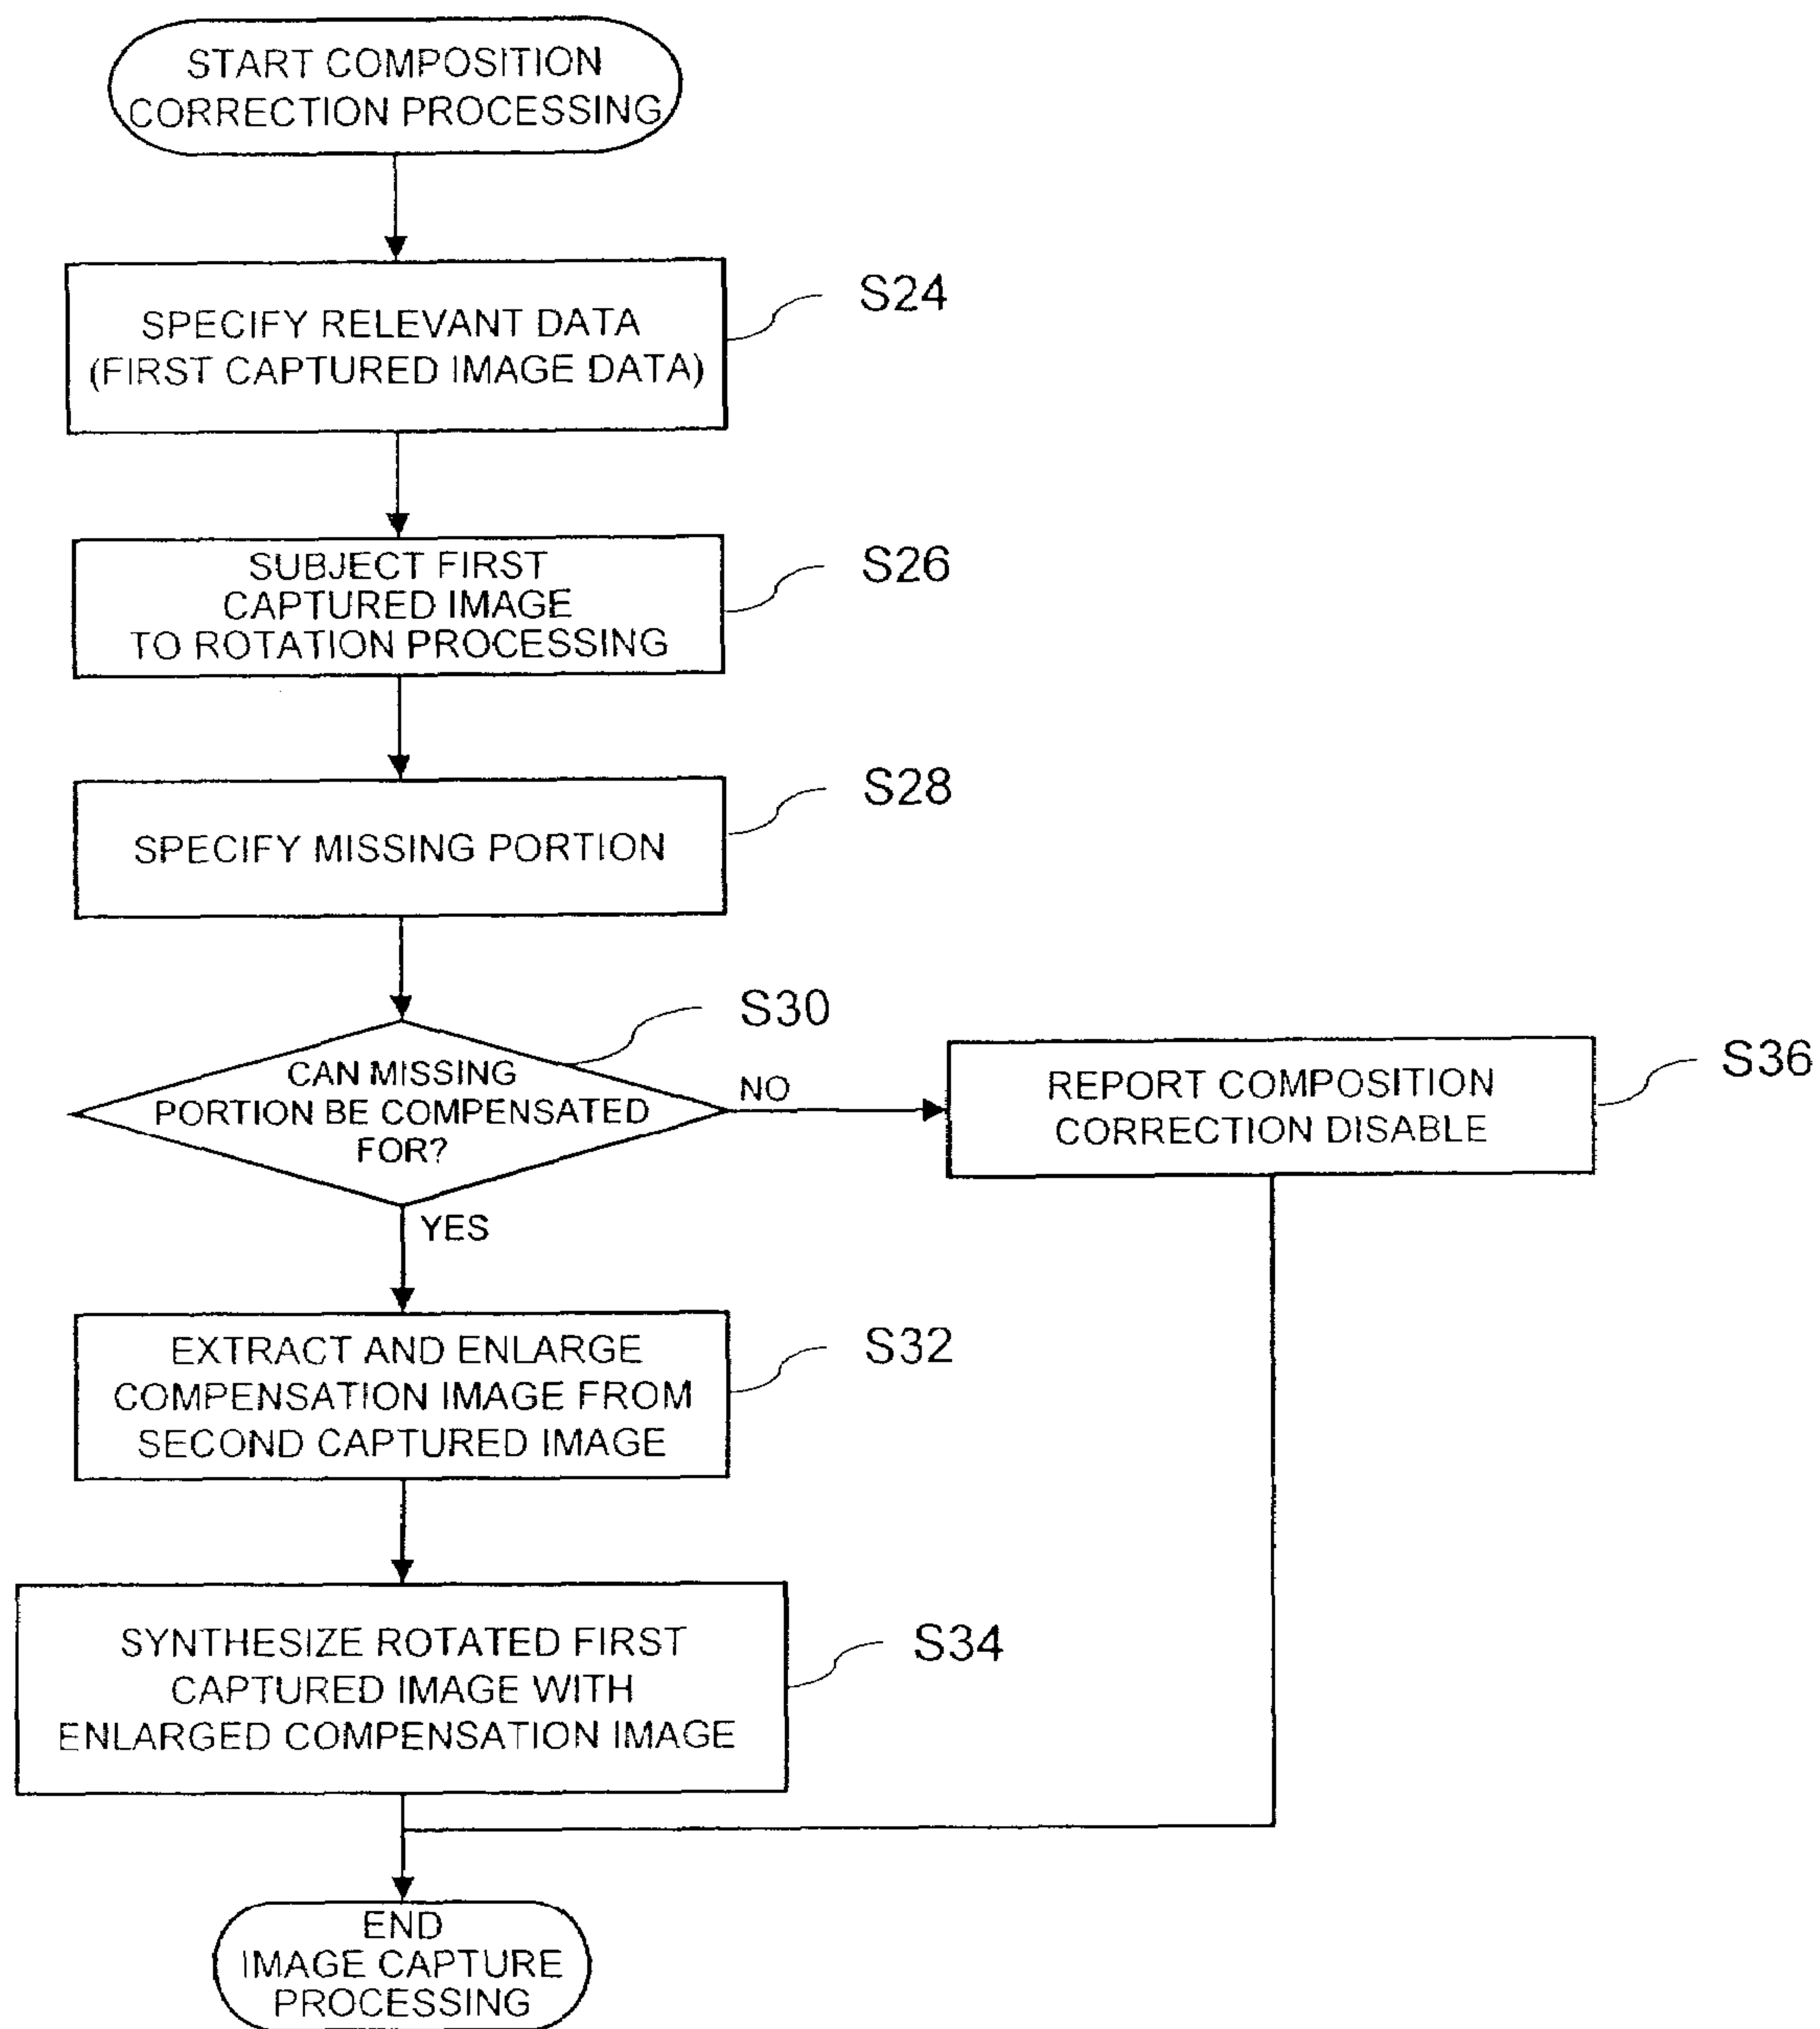 START COMPOSITION
CORRECTION PROCESSING
SPECIFY RELEVANT DATA
(FIRST CAPTURED IMAGE DATA)
S24
SUBJECT FIRST
CAPTURED IMAGE
TO ROTATION PROCESSING
S26
SPECIFY MISSING PORTION
S28
CAN MISSING
PORTION BE COMPENSATED
FOR?
S30
NO
REPORT COMPOSITION
CORRECTION DISABLE
S36
YES
EXTRACT AND ENLARGE
COMPENSATION IMAGE FROM
SECOND CAPTURED IMAGE
S32
SYNTHESIZE ROTATED FIRST
CAPTURED IMAGE WITH
ENLARGED COMPENSATION IMAGE
S34
END
IMAGE CAPTURE
PROCESSING